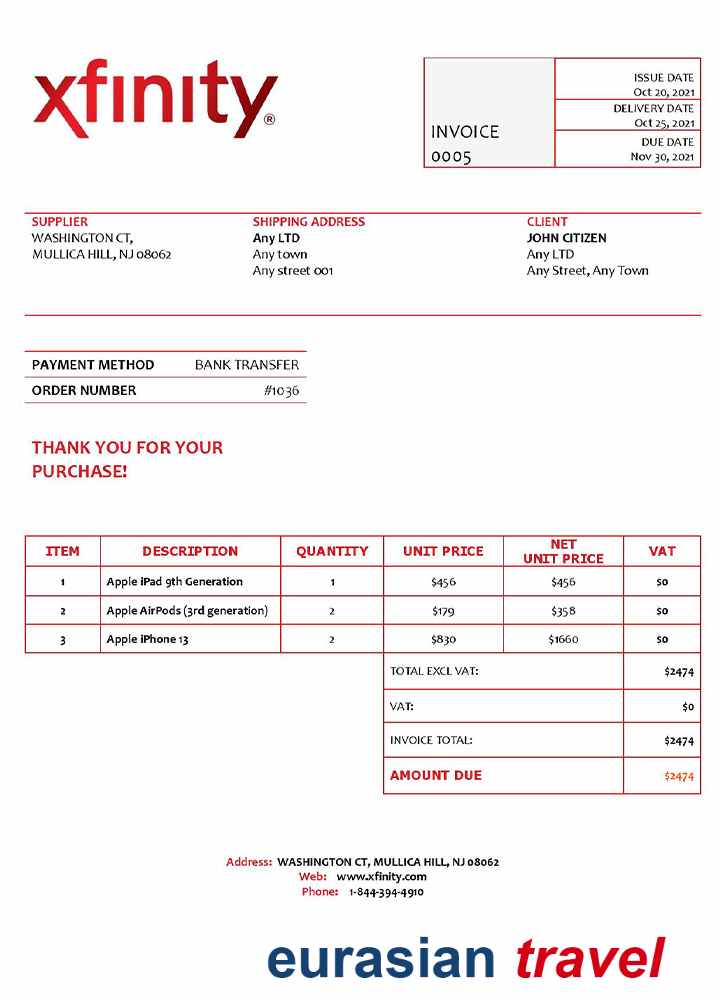 xfinity®
INVOICE
0005
ISSUE DATE
Oct 20, 2021
DELIVERY DATE
Oct 25, 2021
DUE DATE
Nov 30, 2021
SUPPLIER
WASHINGTON CT,
MULLICA HILL, NJ 08062
SHIPPING ADDRESS
Any LTD
Any town
Any street 001
CLIENT
JOHN CITIZEN
Any LTD
Any Street, Any Town
PAYMENT METHOD BANK TRANSFER
ORDER NUMBER #1036
THANK YOU FOR YOUR
PURCHASE!
ITEM DESCRIPTION QUANTITY UNIT PRICE NET UNIT PRICE VAT
1 Apple iPad 9th Generation 1 $456 $456 $0
2 Apple AirPods (3rd generation) 2 $179 $358 $0
3 Apple iPhone 13 2 $830 $1660 $0
TOTAL EXCL VAT: $2474
VAT: $0
INVOICE TOTAL: $2474
AMOUNT DUE $2474
Address: WASHINGTON CT, MULLICA HILL, NJ 08062
Web: www.xfinity.com
Phone: 1-844-394-4910
eurasian travel